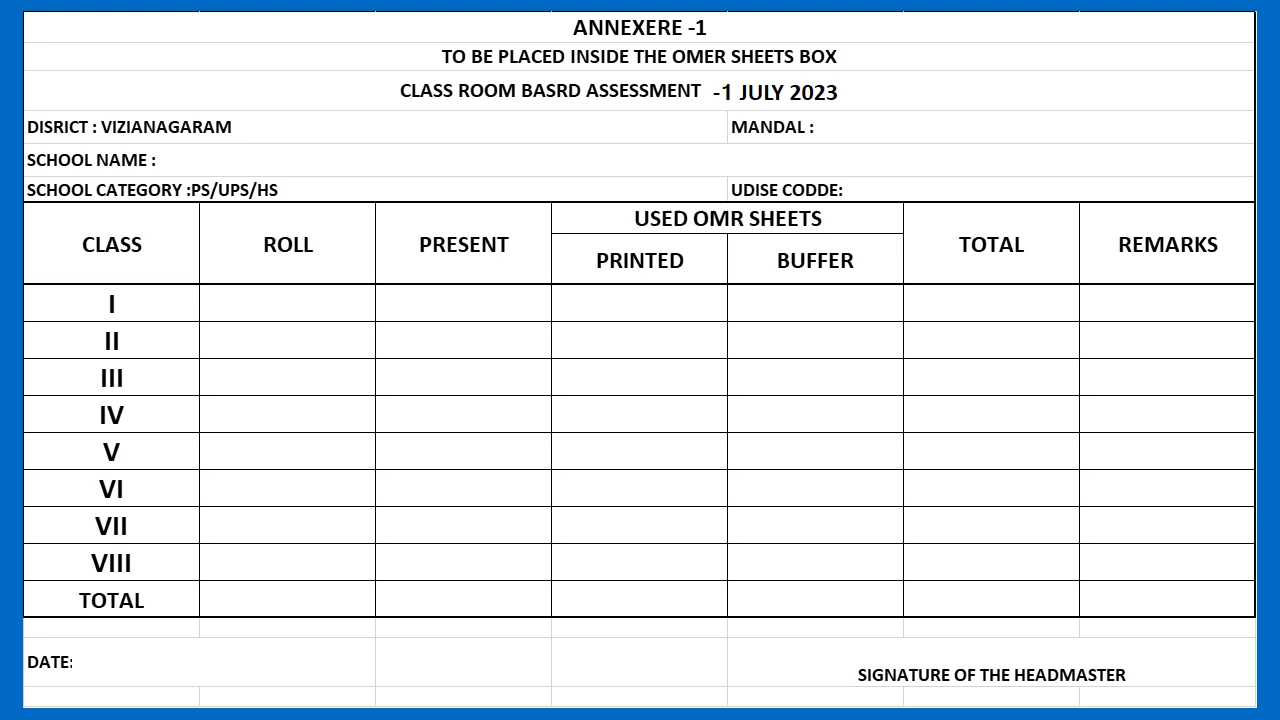 ANNEXERE -1
TO BE PLACED INSIDE THE OMER SHEETS BOX
CLASS ROOM BASRD ASSESSMENT -1 JULY 2023
DISRICT : VIZIANAGARAM MANDAL :
SCHOOL NAME :
SCHOOL CATEGORY :PS/UPS/HS UDISE CODDE:
CLASS ROLL PRESENT USED OMR SHEETS TOTAL REMARKS
PRINTED BUFFER
I
II
III
IV
V
VI
VII
VIII
TOTAL
DATE:
SIGNATURE OF THE HEADMASTER